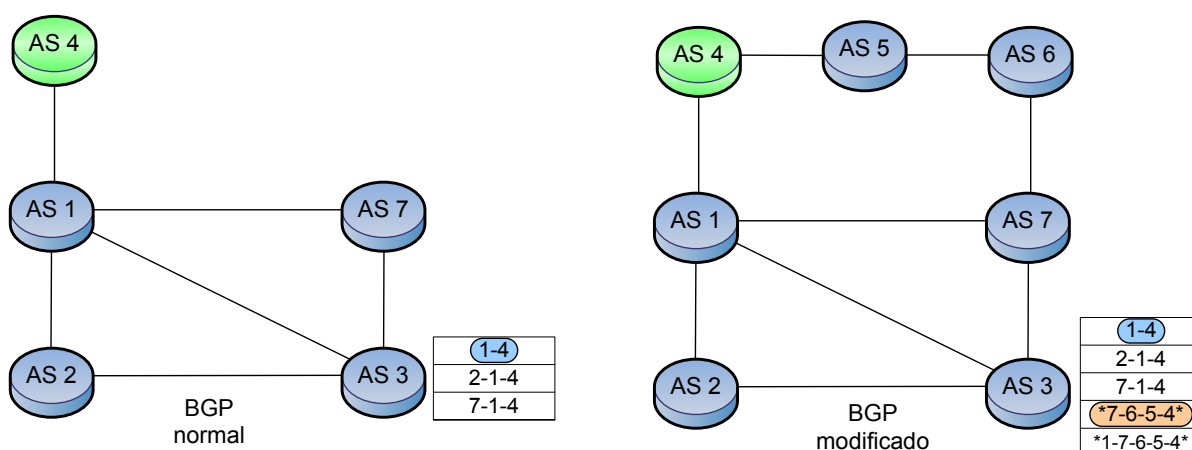 AS 4
AS 1
AS 7
AS 2
AS 3
1-4
2-1-4
7-1-4
BGP
normal
AS 4
AS 5
AS 6
AS 1
AS 7
AS 2
AS 3
1-4
2-1-4
7-1-4
*7-6-5-4*
*1-7-6-5-4*
BGP
modificado